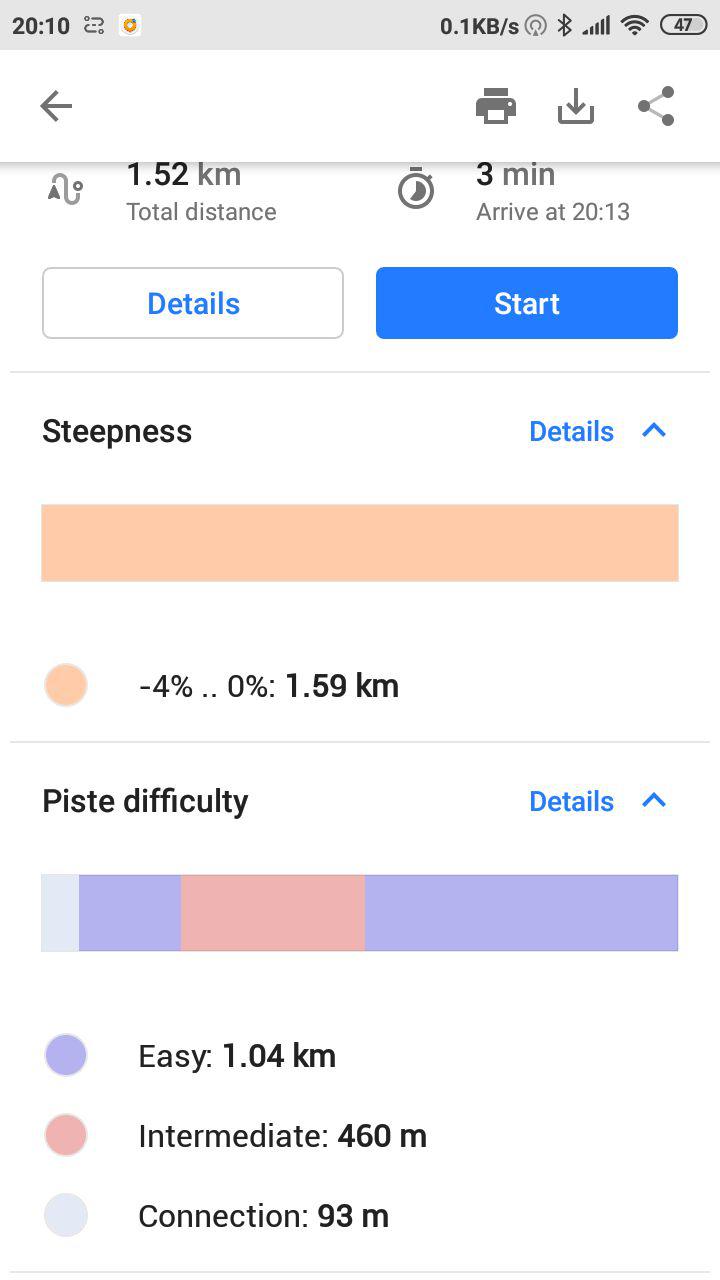 20:10
0.1KB/s
47
1.52 km
3 min
Total distance
Arrive at 20:13
Details
Start
Steepness
Details
-4% .. 0%: 1.59 km
Piste difficulty
Details
Easy: 1.04 km
Intermediate: 460 m
Connection: 93 m